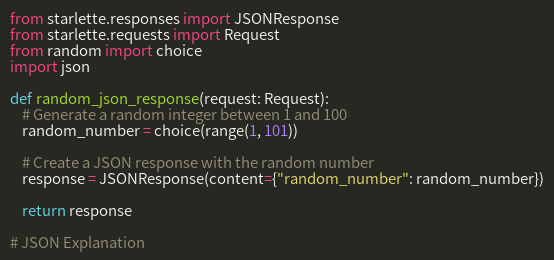 from starlette.responses import JSONResponse
from starlette.requests import Request
from random import choice
import json

def random_json_response(request: Request):
    # Generate a random integer between 1 and 100
    random_number = choice(range(1, 101))

    # Create a JSON response with the random number
    response = JSONResponse(content={"random_number": random_number})

    return response

# JSON Explanation